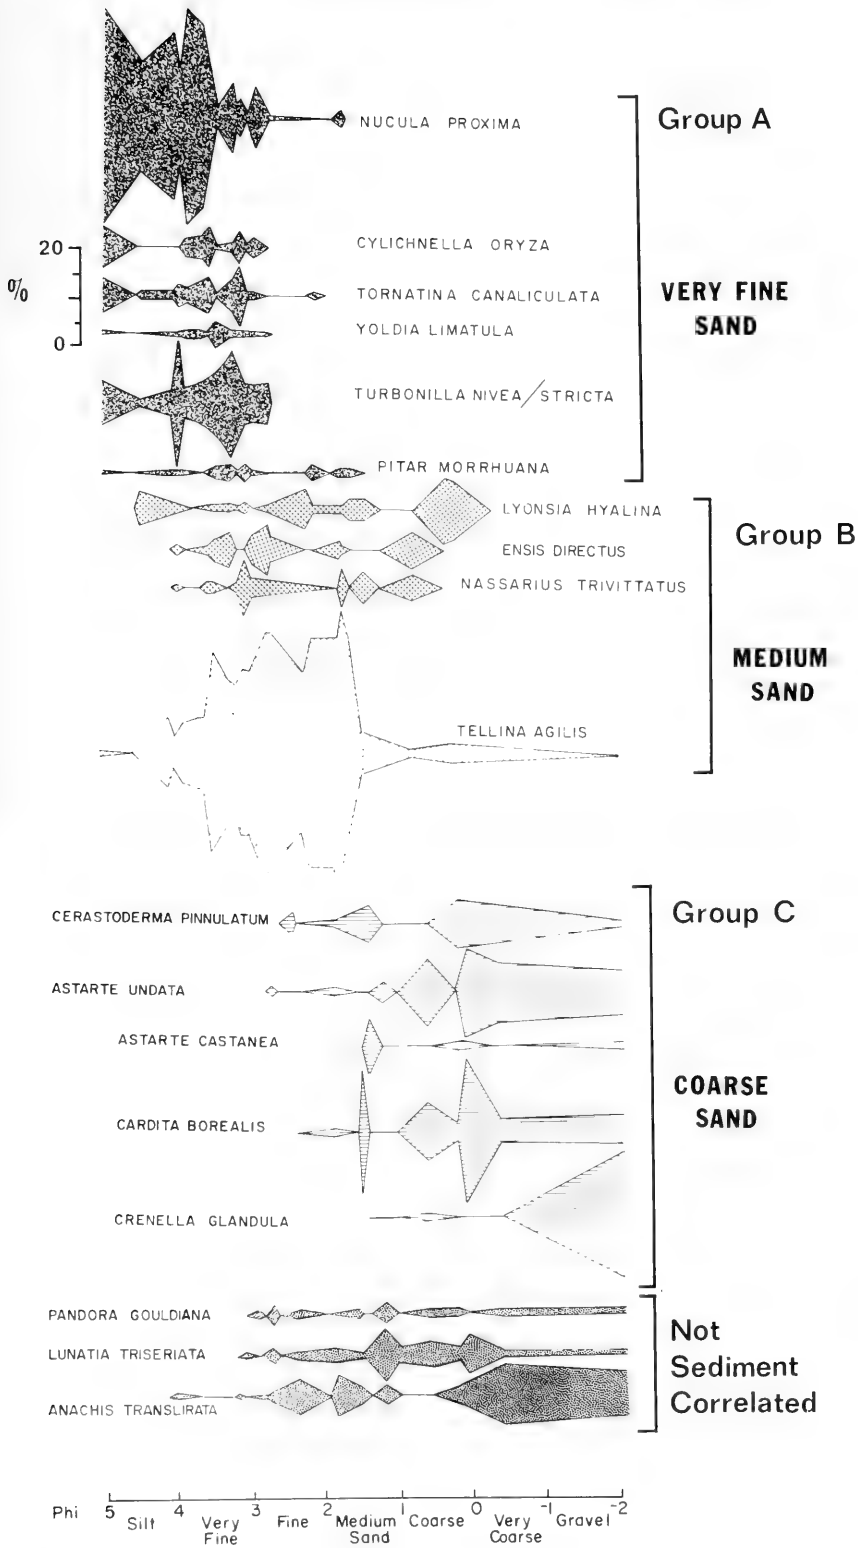 NUCULA PROXIMA
Group A
20
CYLICHNELLA ORYZA
%
TORNATINA CANALICULATA
VERY FINE
SAND
0
YOLDIA LIMATULA
TURBONILLA NIVEA/STRICTA
PITAR MORRHUANA
LYONSIA HYALINA
Group B
ENSIS DIRECTUS
NASSARIUS TRIVITTATUS
MEDIUM
SAND
TELLINA AGILIS
CERASTODERMA PINNULATUM
Group C
ASTARTE UNDATA
ASTARTE CASTANEA
COARSE
SAND
CARDITA BOREALIS
CRENELLA GLANDULA
PANDORA GOULDIANA
LUNATIA TRISERIATA
ANACHIS TRANSLIRATA
Not
Sediment
Correlated
Phi 5 4 3 2 1 0 -1 -2
Silt Very Fine Fine Medium Sand Coarse Very Coarse Gravel